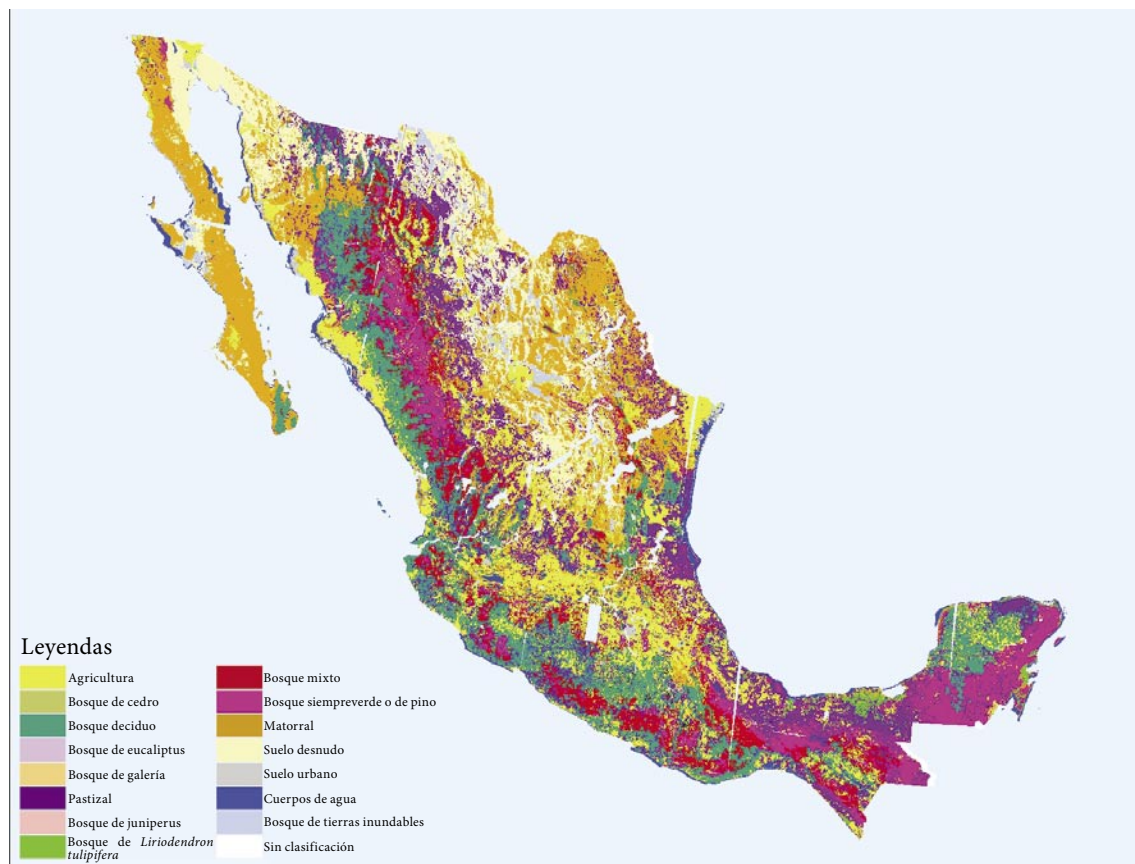 Leyendas
Agricultura
Bosque de cedro
Bosque deciduo
Bosque de eucaliptus
Bosque de galería
Pastizal
Bosque de juniperus
Bosque de Liriodendron
tulipifera
Bosque mixto
Bosque siempreverde o de pino
Matorral
Suelo desnudo
Suelo urbano
Cuerpos de agua
Bosque de tierras inundables
Sin clasificación